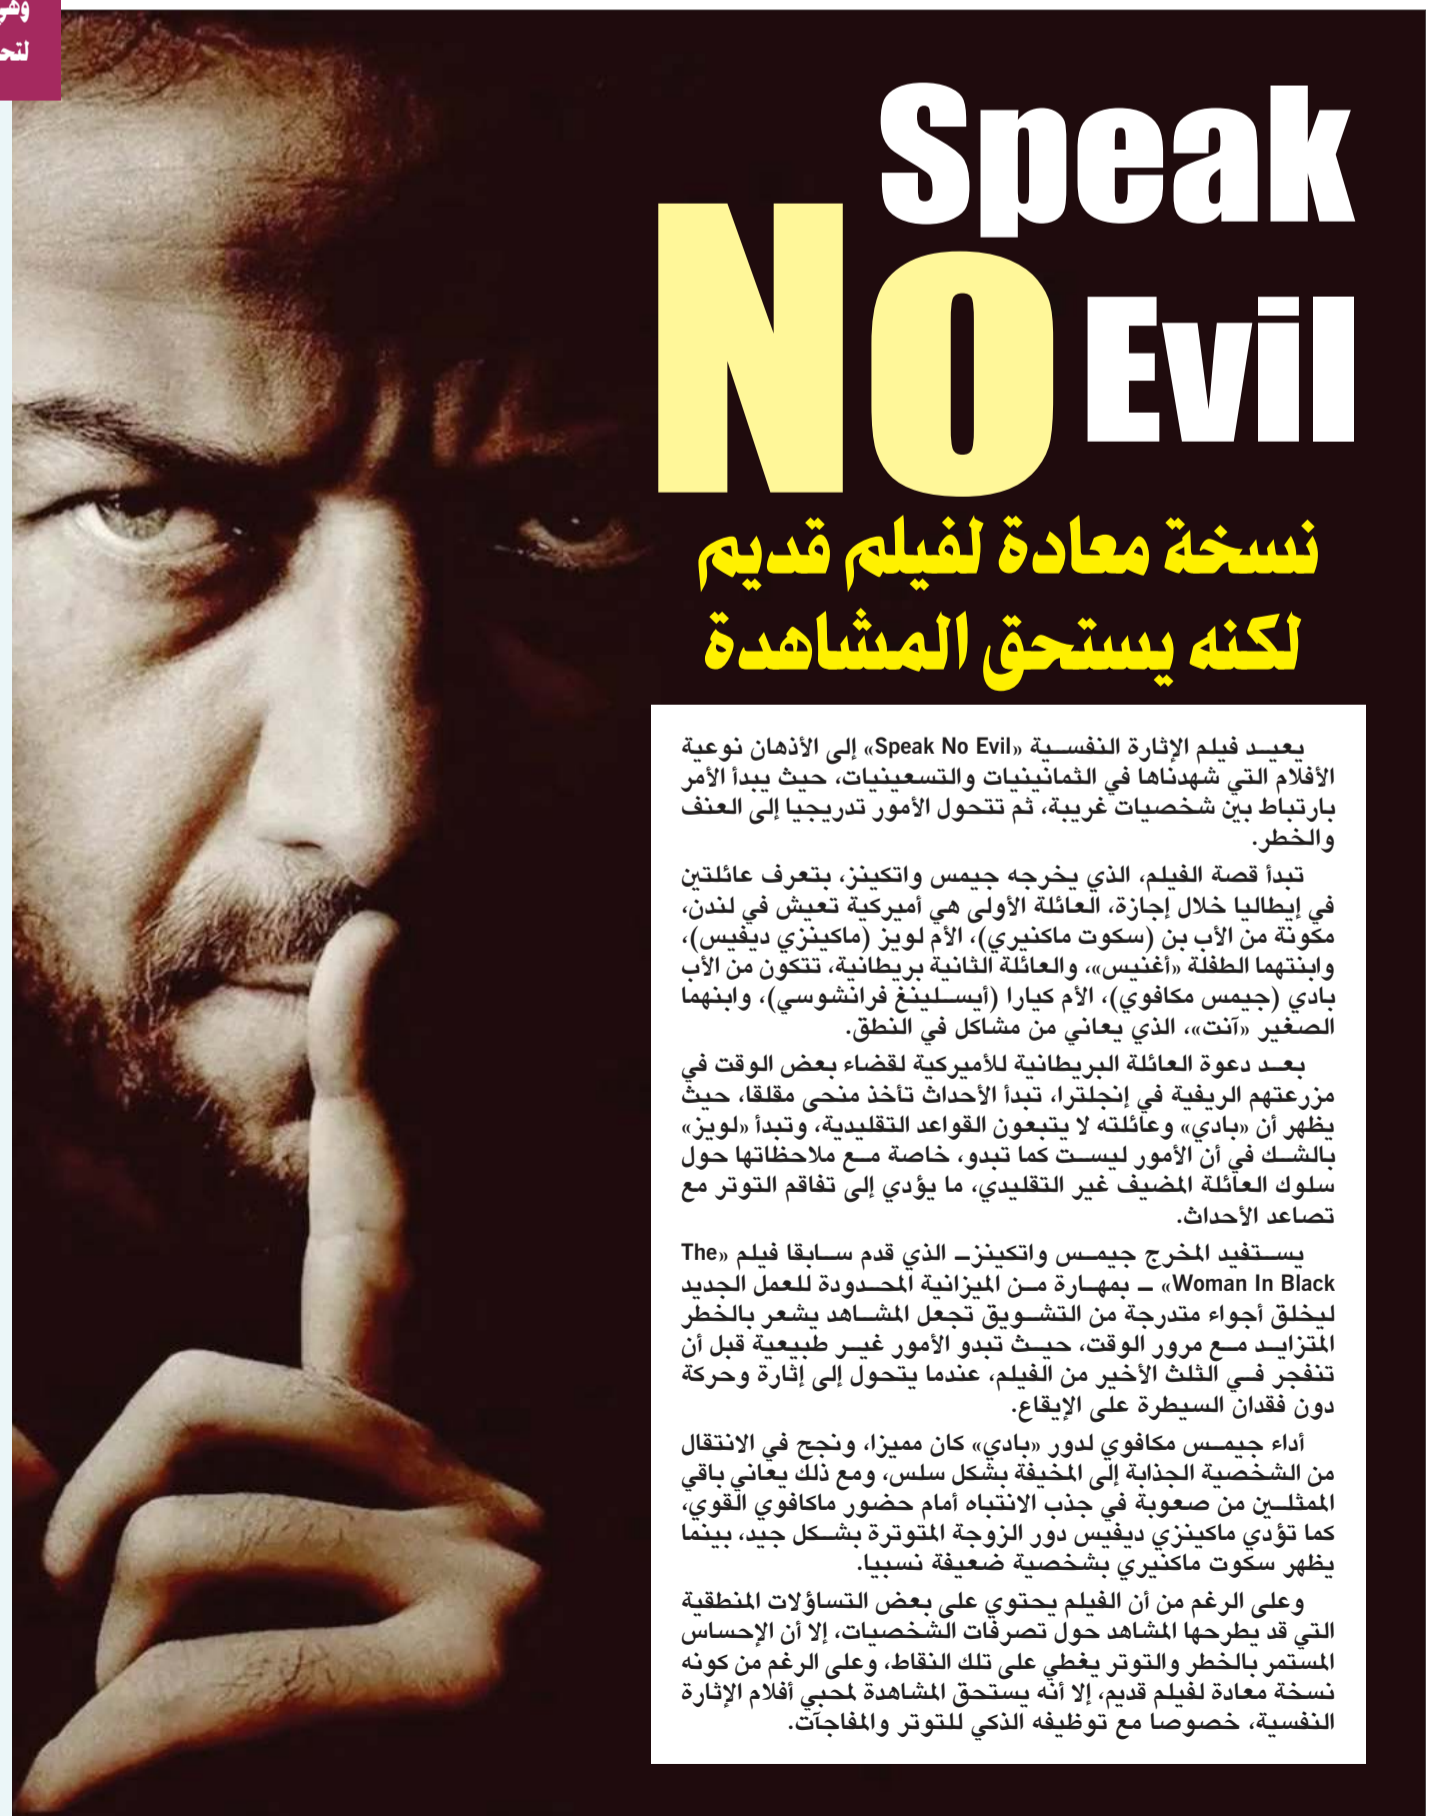 Speak
No Evil
نسخة معادة لفيلم قديم
لكنه يستحق المشاهدة
يعيد فيلم الإثارة النفسية «Speak No Evil» إلى الأذهان نوعية
الأفلام التي شهدناها في الثمانينيات والتسعينيات، حيث يبدأ الأمر
بارتباط بين شخصيات غريبة، ثم تتحول الأمور تدريجيا إلى العنف
والخطر.
تبدأ قصة الفيلم، الذي يخرجه جيمس واتكينز، بتعرف عائلتين
في إيطاليا خلال إجازة، العائلة الأولى هي أميركية تعيش في لندن،
مكونة من الأب بن (سكوت ماكنيري)، الأم لويز (ماكينزي ديفيس)،
وابنتهما الطفلة «أغنيس»، والعائلة الثانية بريطانية، تتكون من الأب
بادي (جيمس مكافوي)، الأم كيارا (أيسلينغ فرانشوسي)، وابنهما
الصغير «آنت»، الذي يعاني من مشاكل في النطق.
بعد دعوة العائلة البريطانية للأميركية لقضاء بعض الوقت في
مزرعتهم الريفية في إنجلترا، تبدأ الأحداث تأخذ منحى مقلقا، حيث
يظهر أن «بادي» وعائلته لا يتبعون القواعد التقليدية، وتبدأ «لويز»
بالشك في أن الأمور ليست كما تبدو، خاصة مع ملاحظاتها حول
سلوك العائلة المضيف غير التقليدي، ما يؤدي إلى تفاقم التوتر مع
تصاعد الأحداث.
يستفيد المخرج جيمس واتكينز ـ الذي قدم سابقا فيلم «The
Woman In Black» ـ بمهارة من الميزانية المحدودة للعمل الجديد
ليخلق أجواء متدرجة من التشويق تجعل المشاهد يشعر بالخطر
المتزايد مع مرور الوقت، حيث تبدو الأمور غير طبيعية قبل أن
تنفجر في الثلث الأخير من الفيلم، عندما يتحول إلى إثارة وحركة
دون فقدان السيطرة على الإيقاع.
أداء جيمس مكافوي لدور «بادي» كان مميزا، ونجح في الانتقال
من الشخصية الجذابة إلى المخيفة بشكل سلس، ومع ذلك يعاني باقي
الممثلين من صعوبة في جذب الانتباه أمام حضور ماكافوي القوي،
كما تؤدي ماكينزي ديفيس دور الزوجة المتوترة بشكل جيد، بينما
يظهر سكوت ماكنيري بشخصية ضعيفة نسبيا.
وعلى الرغم من أن الفيلم يحتوي على بعض التساؤلات المنطقية
التي قد يطرحها المشاهد حول تصرفات الشخصيات، إلا أن الإحساس
المستمر بالخطر والتوتر يغطي على تلك النقاط، وعلى الرغم من كونه
نسخة معادة لفيلم قديم، إلا أنه يستحق المشاهدة لمحبي أفلام الإثارة
النفسية، خصوصا مع توظيفه الذكي للتوتر والمفاجآت.